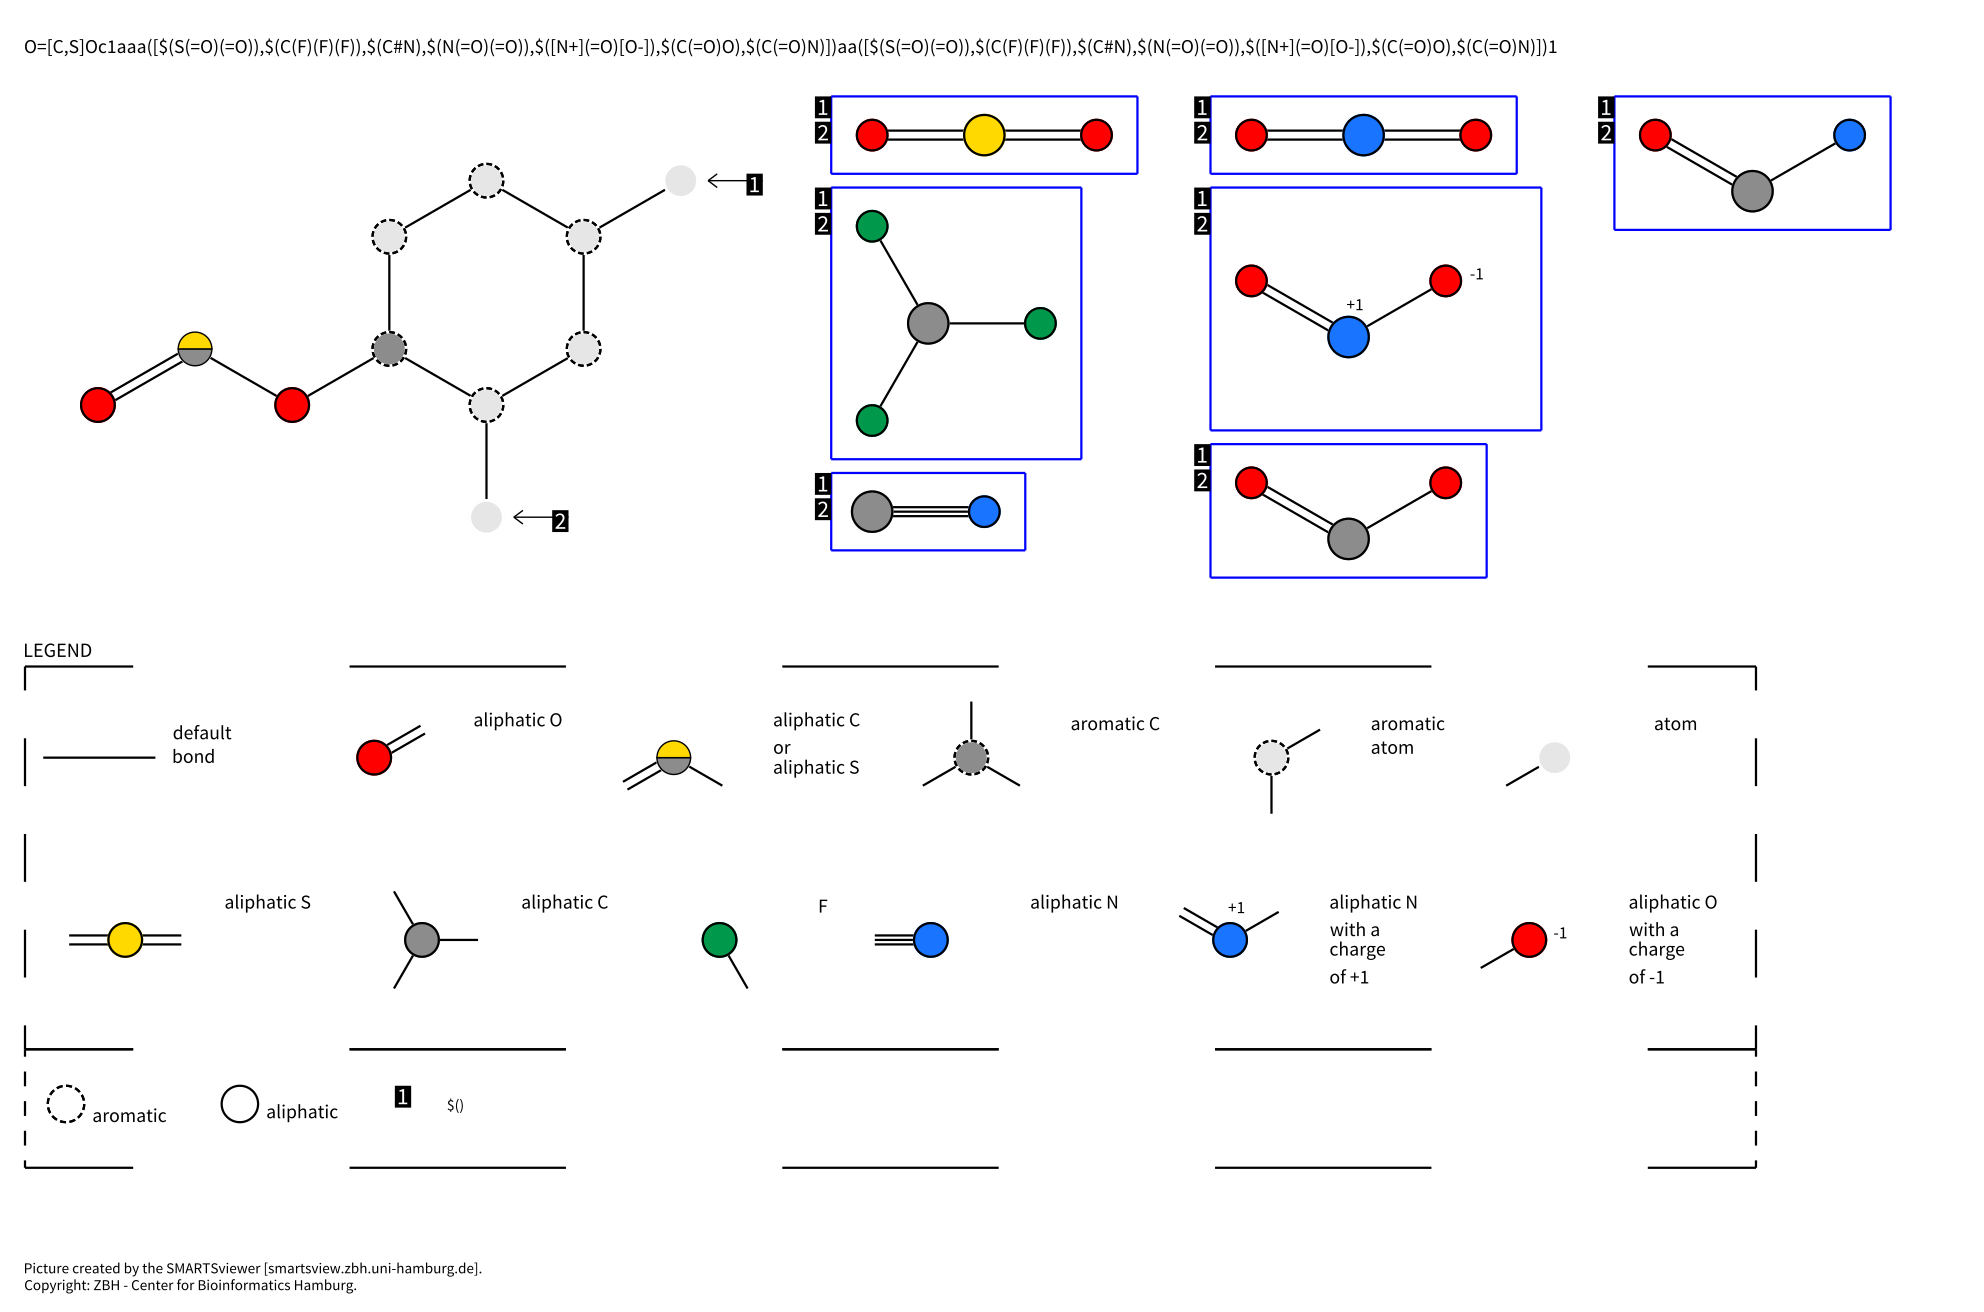 O=[C,S]Oc1aaa([$(S(=O)(=O)),$(C(F)(F)(F)),$(C#N),$(N(=O)(=O)),$([N+](=O)[O-]),$(C(=O)O),$(C(=O)N)])aa([$(S(=O)(=O)),$(C(F)(F)(F)),$(C#N),$(N(=O)(=O)),$([N+](=O)[O-]),$(C(=O)O),$(C(=O)N)])1
1
2
1
2
1
2
1
1
2
1
2
-1
+1
1
2
1
2
2
LEGEND
default
bond
aliphatic O
aliphatic C
or
aliphatic S
aromatic C
aromatic
atom
atom
aliphatic S
aliphatic C
F
aliphatic N
+1
aliphatic N
with a
charge
of +1
-1
aliphatic O
with a
charge
of -1
aromatic
aliphatic
1
$()
Picture created by the SMARTSviewer [smartsview.zbh.uni-hamburg.de].
Copyright: ZBH - Center for Bioinformatics Hamburg.